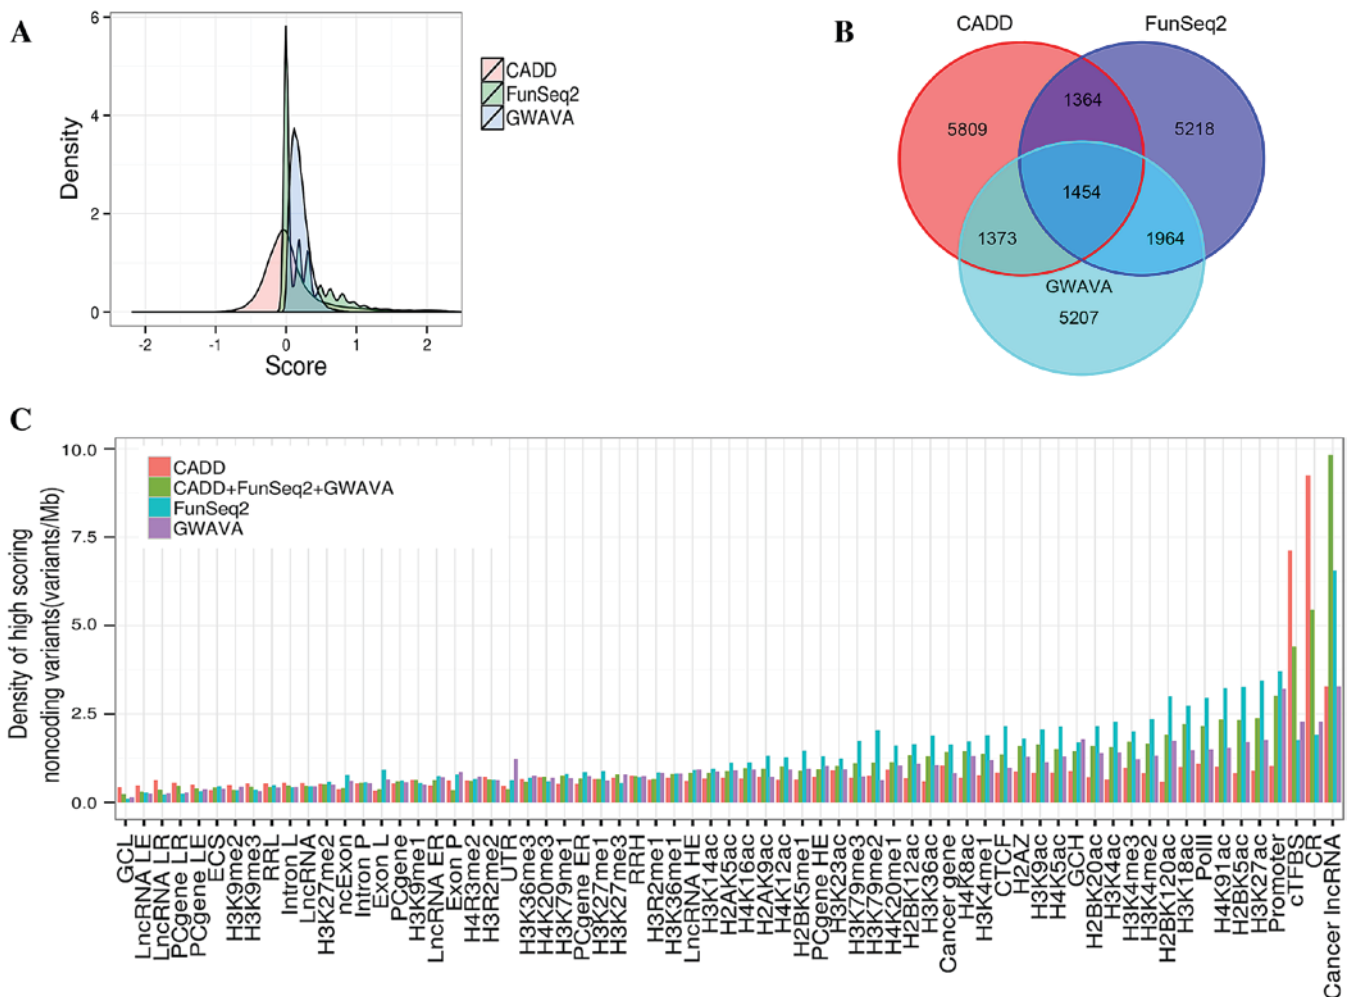 A
6
4
2
0
Density
-2 -1 0 1 2
Score
CADD
FunSeq2
GWAVA
B
CADD FunSeq2
1364
5809 5218
1454
1373 1964
GWAVA
5207
C
10.0
7.5
5.0
2.5
0.0
Density of high scoring
noncoding variants(variants/Mb)
CADD
CADD+FunSeq2+GWAVA
FunSeq2
GWAVA
GCL
LncRNA LE
LncRNA LR
PCgene LR
PCgene LE
ECS
H3K9me2
H3K9me3
RRL
Intron L
LncRNA
H3K27me2
ncExon
Intron P
Exon L
PCgene
H3K9me1
LncRNA ER
Exon P
H4R3me2
H3R2me2
UTR
H3K36me3
H4K20me3
H3K79me1
PCgene ER
H3K27me1
H3K27me3
RRH
H3R2me1
H3K36me1
LncRNA HE
H3K14ac
H2AK5ac
H4K16ac
H2AK9ac
H4K12ac
H2BK5me1
PCgene HE
H3K23ac
H3K79me3
H3K79me2
H4K20me1
H2BK12ac
H3K36ac
Cancer gene
H4K8ac
H3K4me1
CTCF
H2AZ
H3K9ac
H4K5ac
GCH
H2BK20ac
H3K4ac
H3K4me3
H3K4me2
H2BK120ac
H3K18ac
PolII
H4K91ac
H2BK5ac
H3K27ac
Promoter
cTFBS
CR
Cancer lncRNA